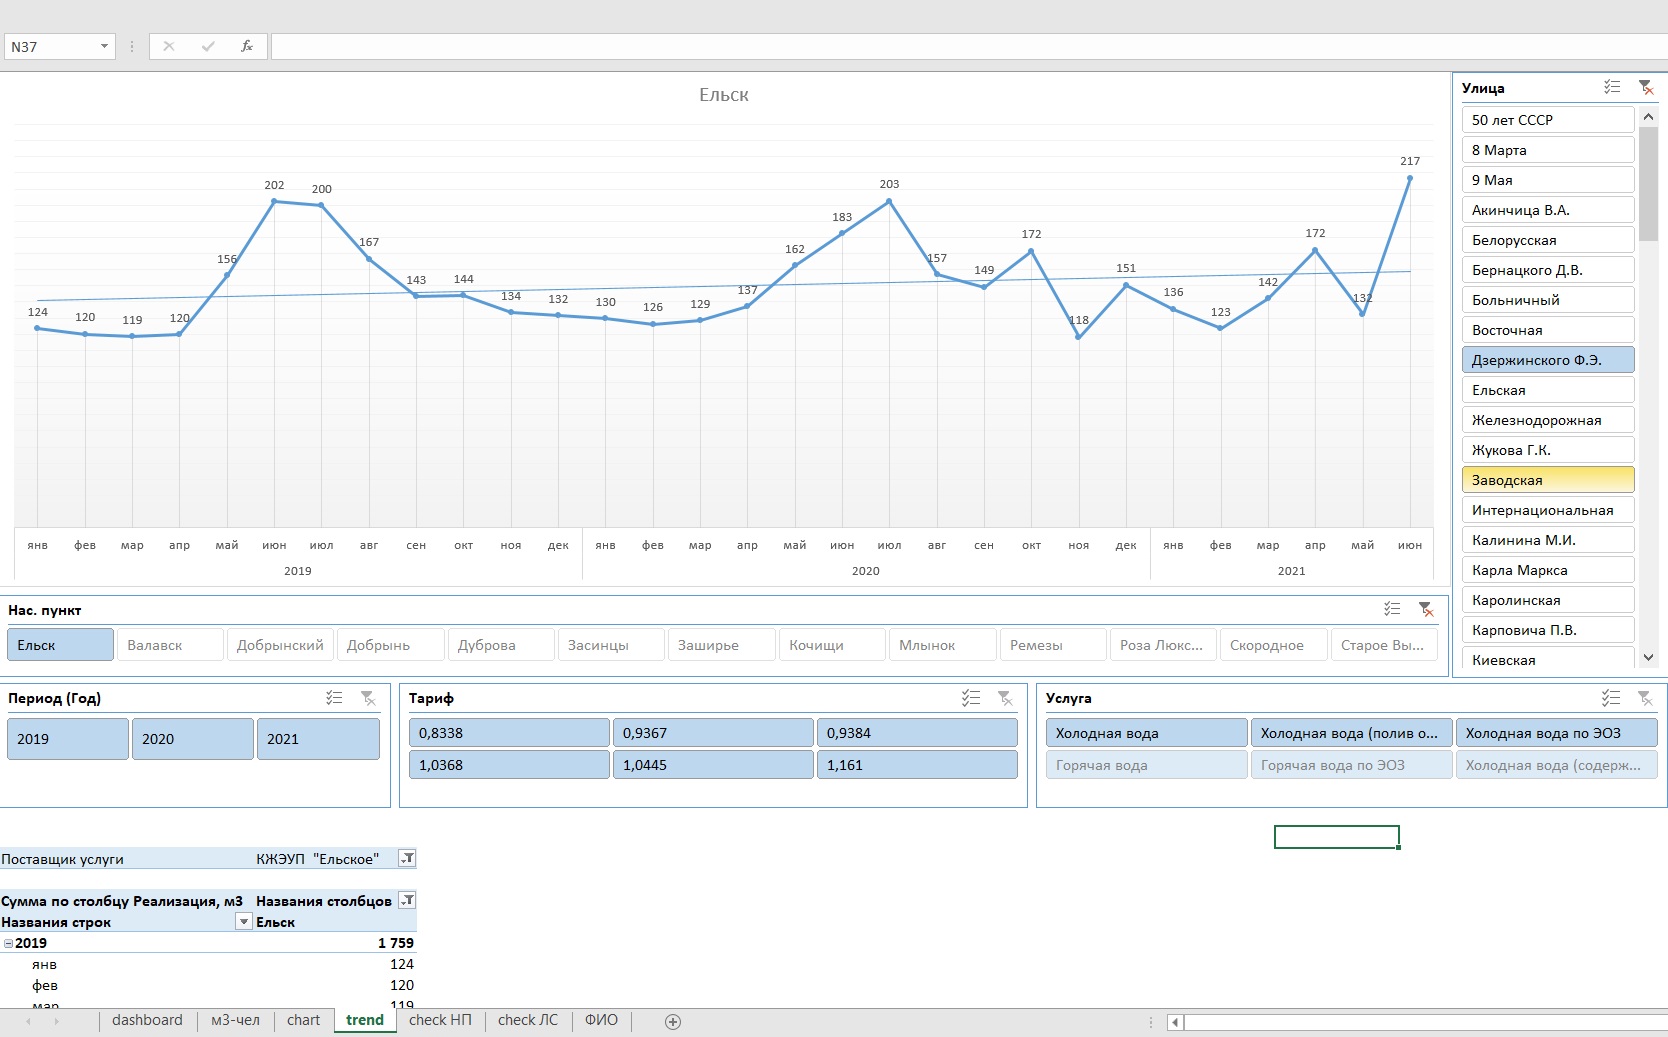 N37
fx
Ельск
124
120
119
120
156
202
200
167
143
144
134
132
130
126
129
137
162
183
203
157
149
172
118
151
136
123
142
172
132
217
янв фев мар апр май июн июл авг сен окт ноя дек янв фев мар апр май июн июл авг сен окт ноя дек янв фев мар апр май июн
2019 2020 2021
Улица
50 лет СССР
8 Марта
9 Мая
Акинчица В.А.
Белорусская
Бернацкого Д.В.
Больничный
Восточная
Дзержинского Ф.Э.
Ельская
Железнодорожная
Жукова Г.К.
Заводская
Интернациональная
Калинина М.И.
Карла Маркса
Каролинская
Карповича П.В.
Киевская
Нас. пункт
Ельск Валавск Добрынский Добрынь Дуброва Засинцы Заширье Кочищи Млынок Ремезы Роза Люкс... Скородное Старое Вы...
Период (Год)
2019 2020 2021
Тариф
0,8338 0,9367 0,9384
1,0368 1,0445 1,161
Услуга
Холодная вода Холодная вода (полив о... Холодная вода по ЭОЗ
Горячая вода Горячая вода по ЭОЗ Холодная вода (содерж...
Поставщик услуги КЖЭУП "Ельское"
Сумма по столбцу Реализация, м3 Названия столбцов
Названия строк Ельск
2019 1 759
янв 124
фев 120
мар 119
dashboard м3-чел chart trend check НП check ЛС ФИО